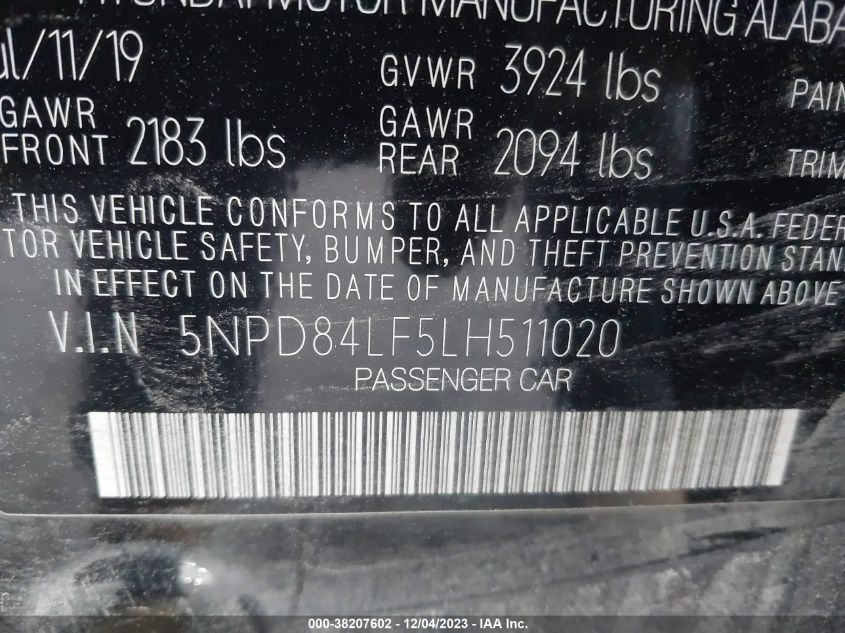 HYUNDAI MOTOR MANUFACTURING ALABA
ul/11/19 GVWR 3924 lbs PAIN
GAWR FRONT 2183 lbs GAWR REAR 2094 lbs TRIM
THIS VEHICLE CONFORMS TO ALL APPLICABLE U.S.A. FEDER
TOR VEHICLE SAFETY, BUMPER, AND THEFT PREVENTION STAN
IN EFFECT ON THE DATE OF MANUFACTURE SHOWN ABOVE
V.I.N 5NPD84LF5LH511020
PASSENGER CAR
000-38207602 - 12/04/2023 - IAA Inc.